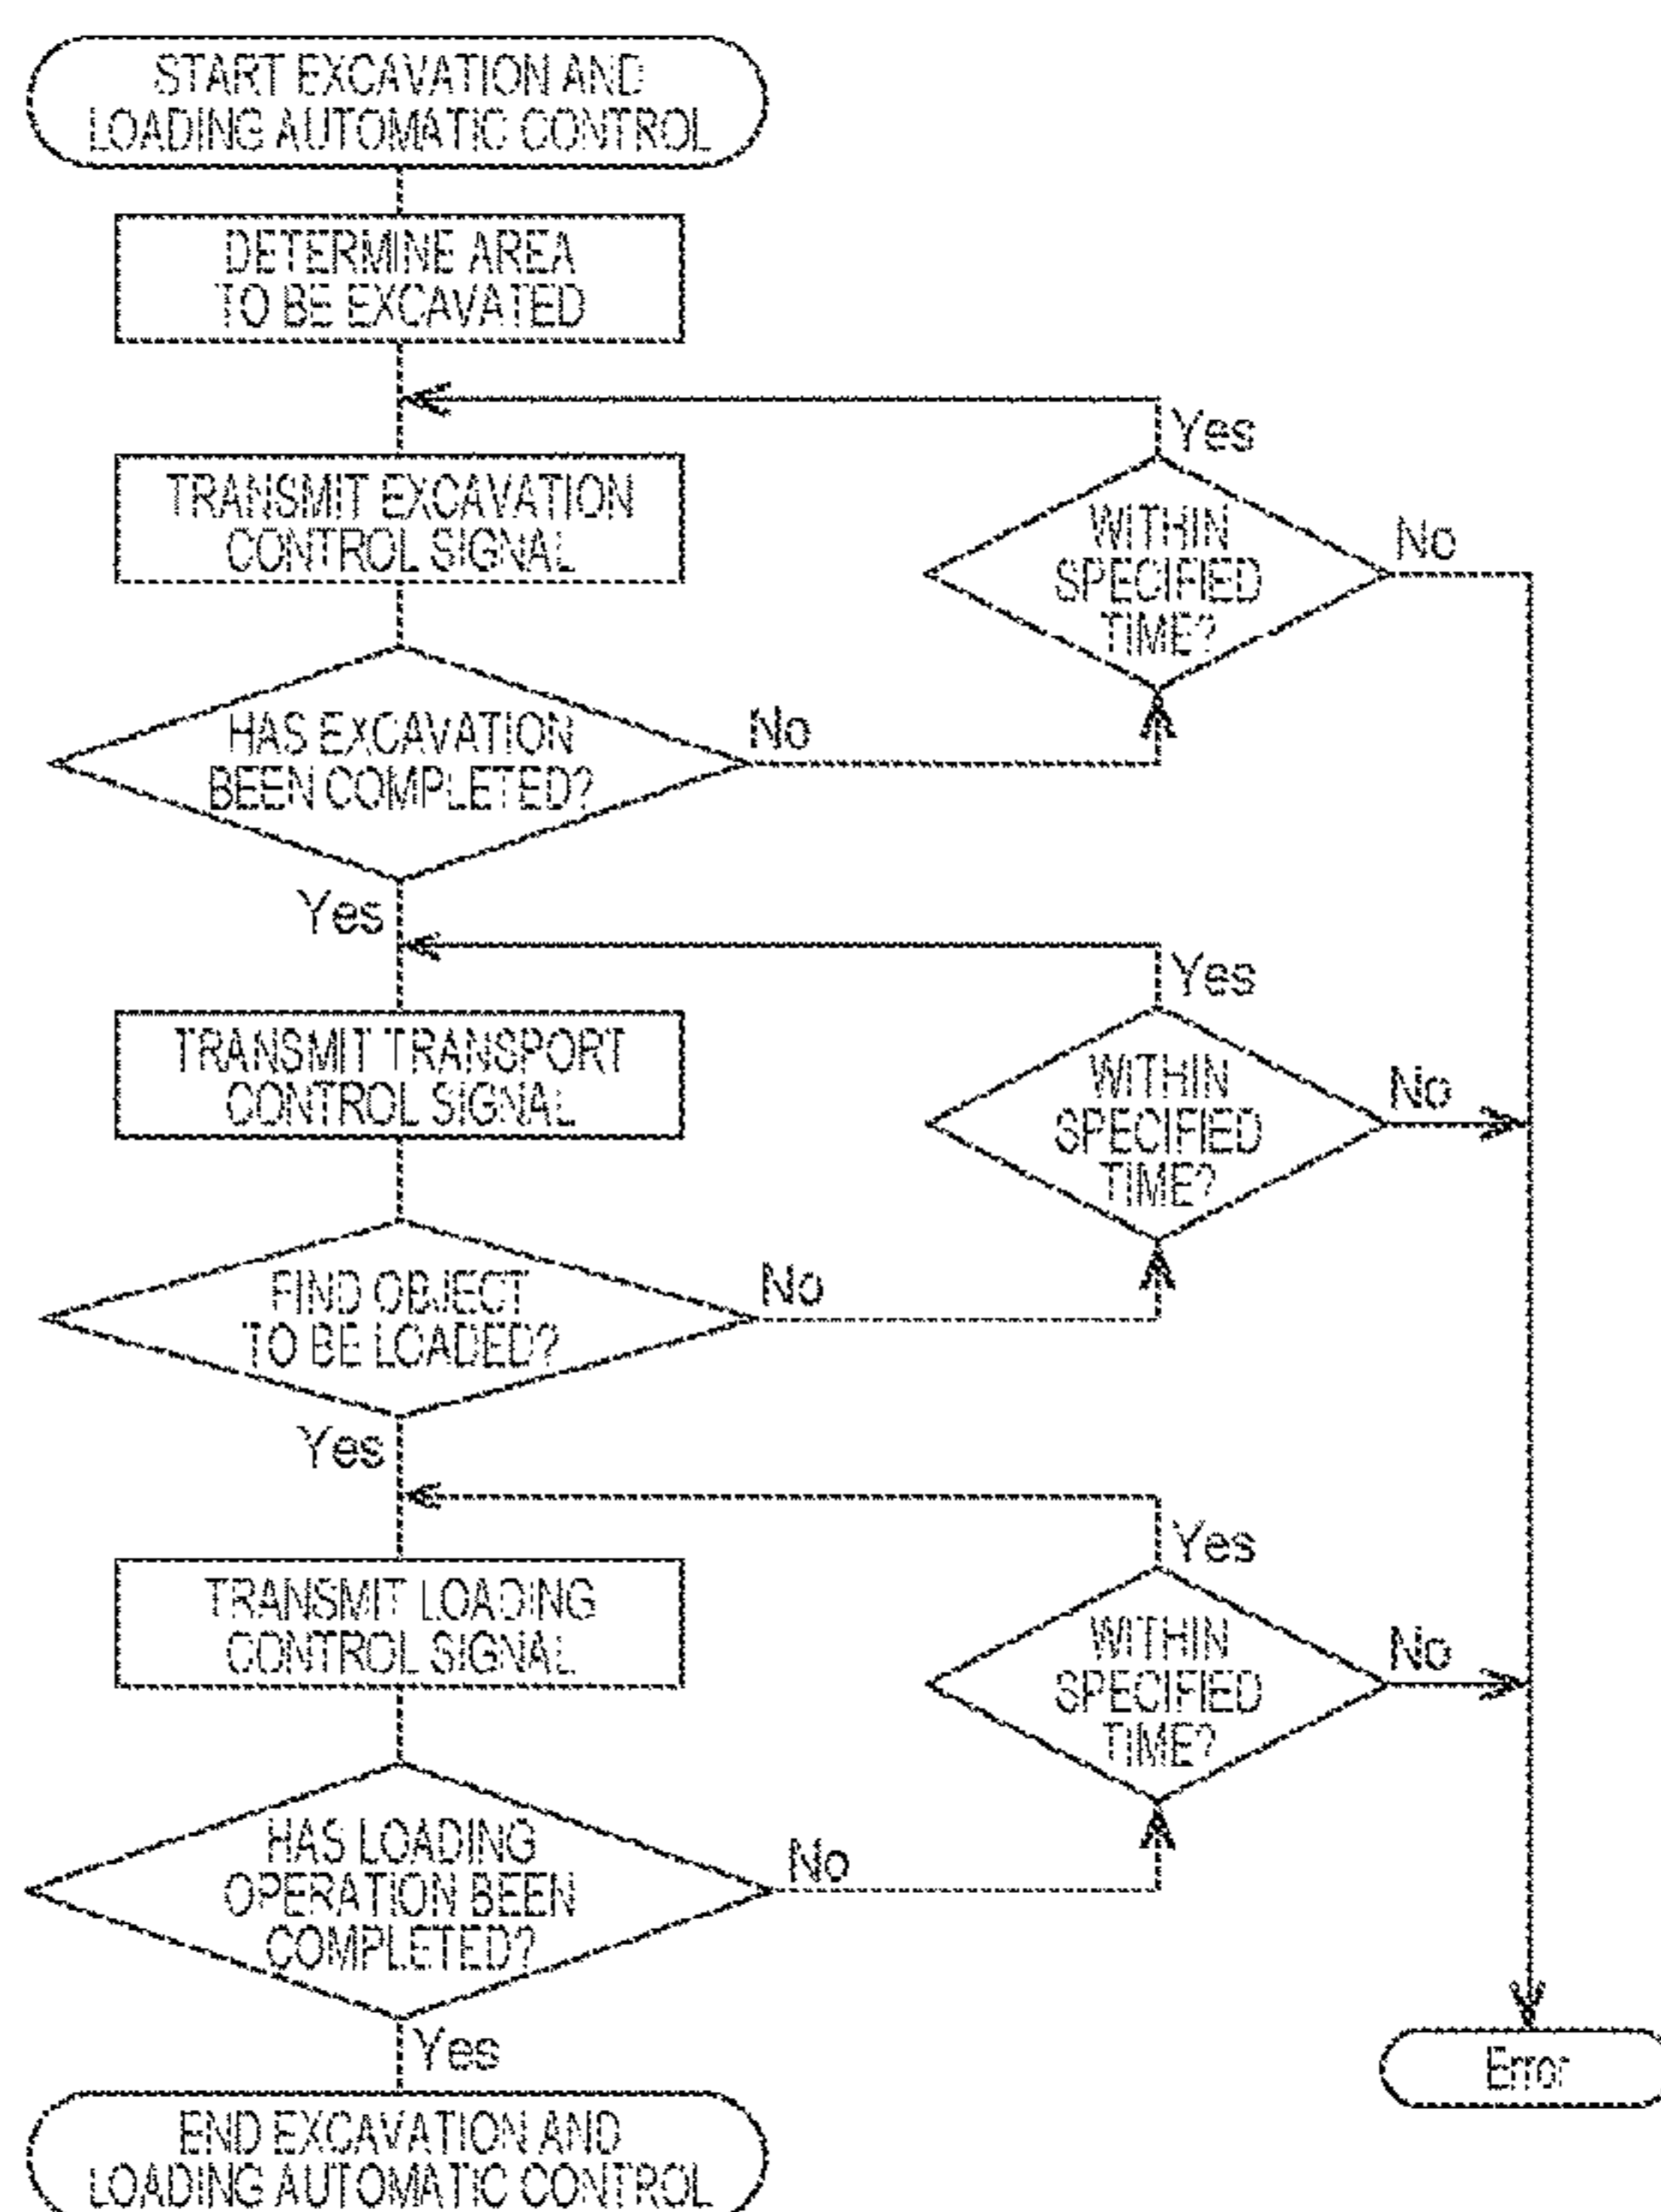 START EXCAVATION AND
LOADING AUTOMATIC CONTROL
DETERMINE AREA
TO BE EXCAVATED
Yes
TRANSMIT EXCAVATION
CONTROL SIGNAL
WITHIN
SPECIFIED
TIME?
No
HAS EXCAVATION
BEEN COMPLETED?
No
Yes
Yes
TRANSMIT TRANSPORT
CONTROL SIGNAL
WITHIN
SPECIFIED
TIME?
No
FIND OBJECT
TO BE LOADED?
No
Yes
Yes
TRANSMIT LOADING
CONTROL SIGNAL
WITHIN
SPECIFIED
TIME?
No
HAS LOADING
OPERATION BEEN
COMPLETED?
No
Yes
Error
END EXCAVATION AND
LOADING AUTOMATIC CONTROL